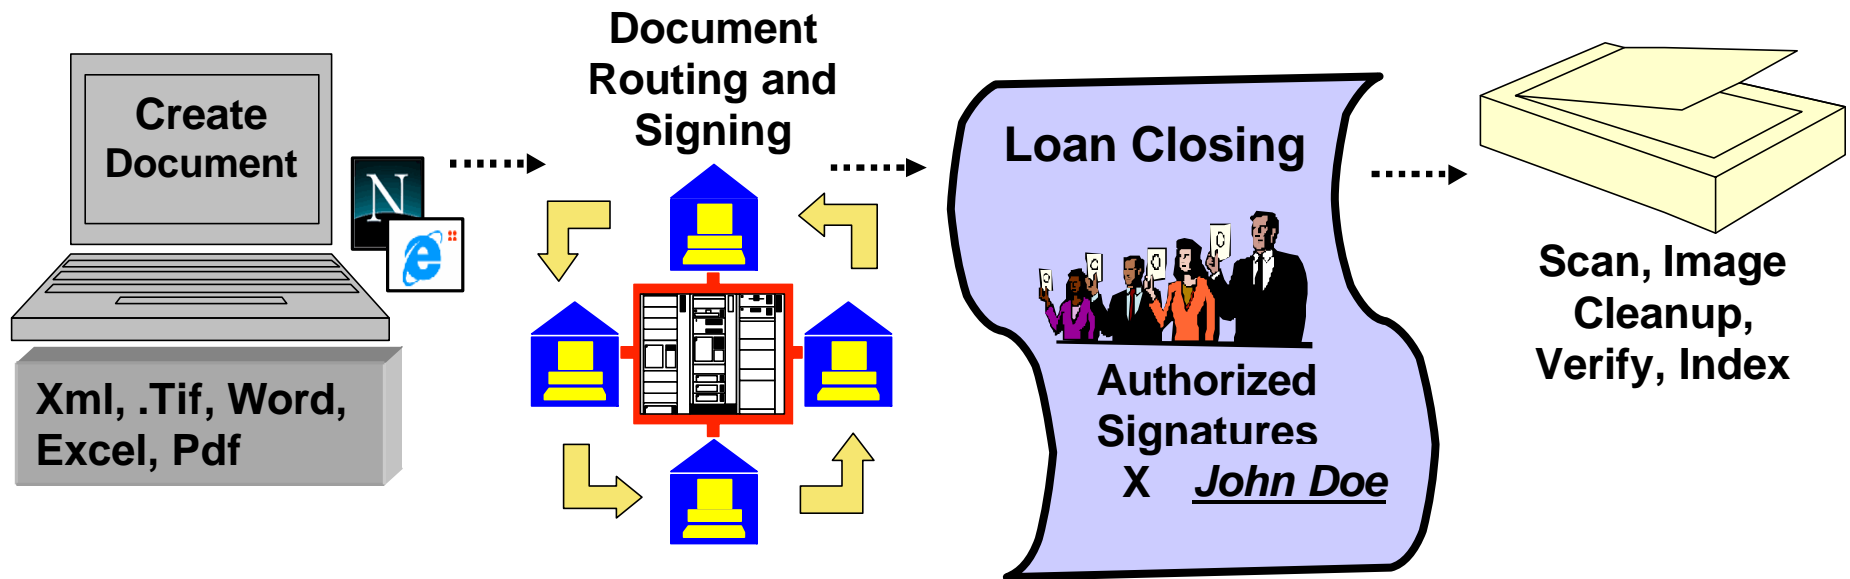 Create
Document
N
e
Xml, .Tif, Word,
Excel, Pdf
Document
Routing and
Signing
Loan Closing
Authorized
Signatures
X John Doe
Scan, Image
Cleanup,
Verify, Index